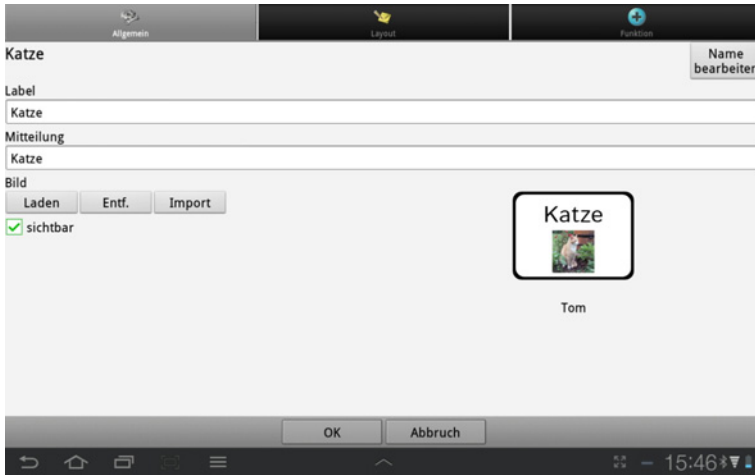 Allgemein
Layout
Funktion
Katze
Name
bearbeiten
Label
Katze
Mitteilung
Katze
Bild
Laden Entf. Import
sichtbar
Katze
Tom
OK Abbruch
15:46